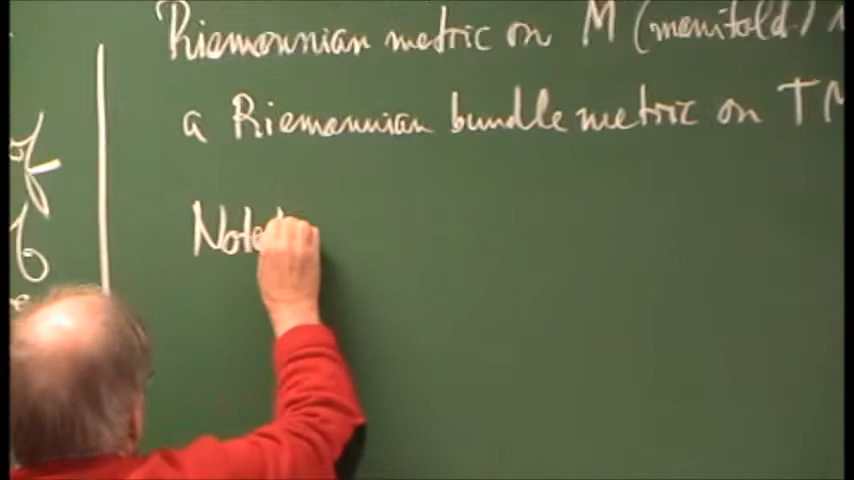 Riemannian metric on M (manifold)
a Riemannian bundle metric on TM
Note